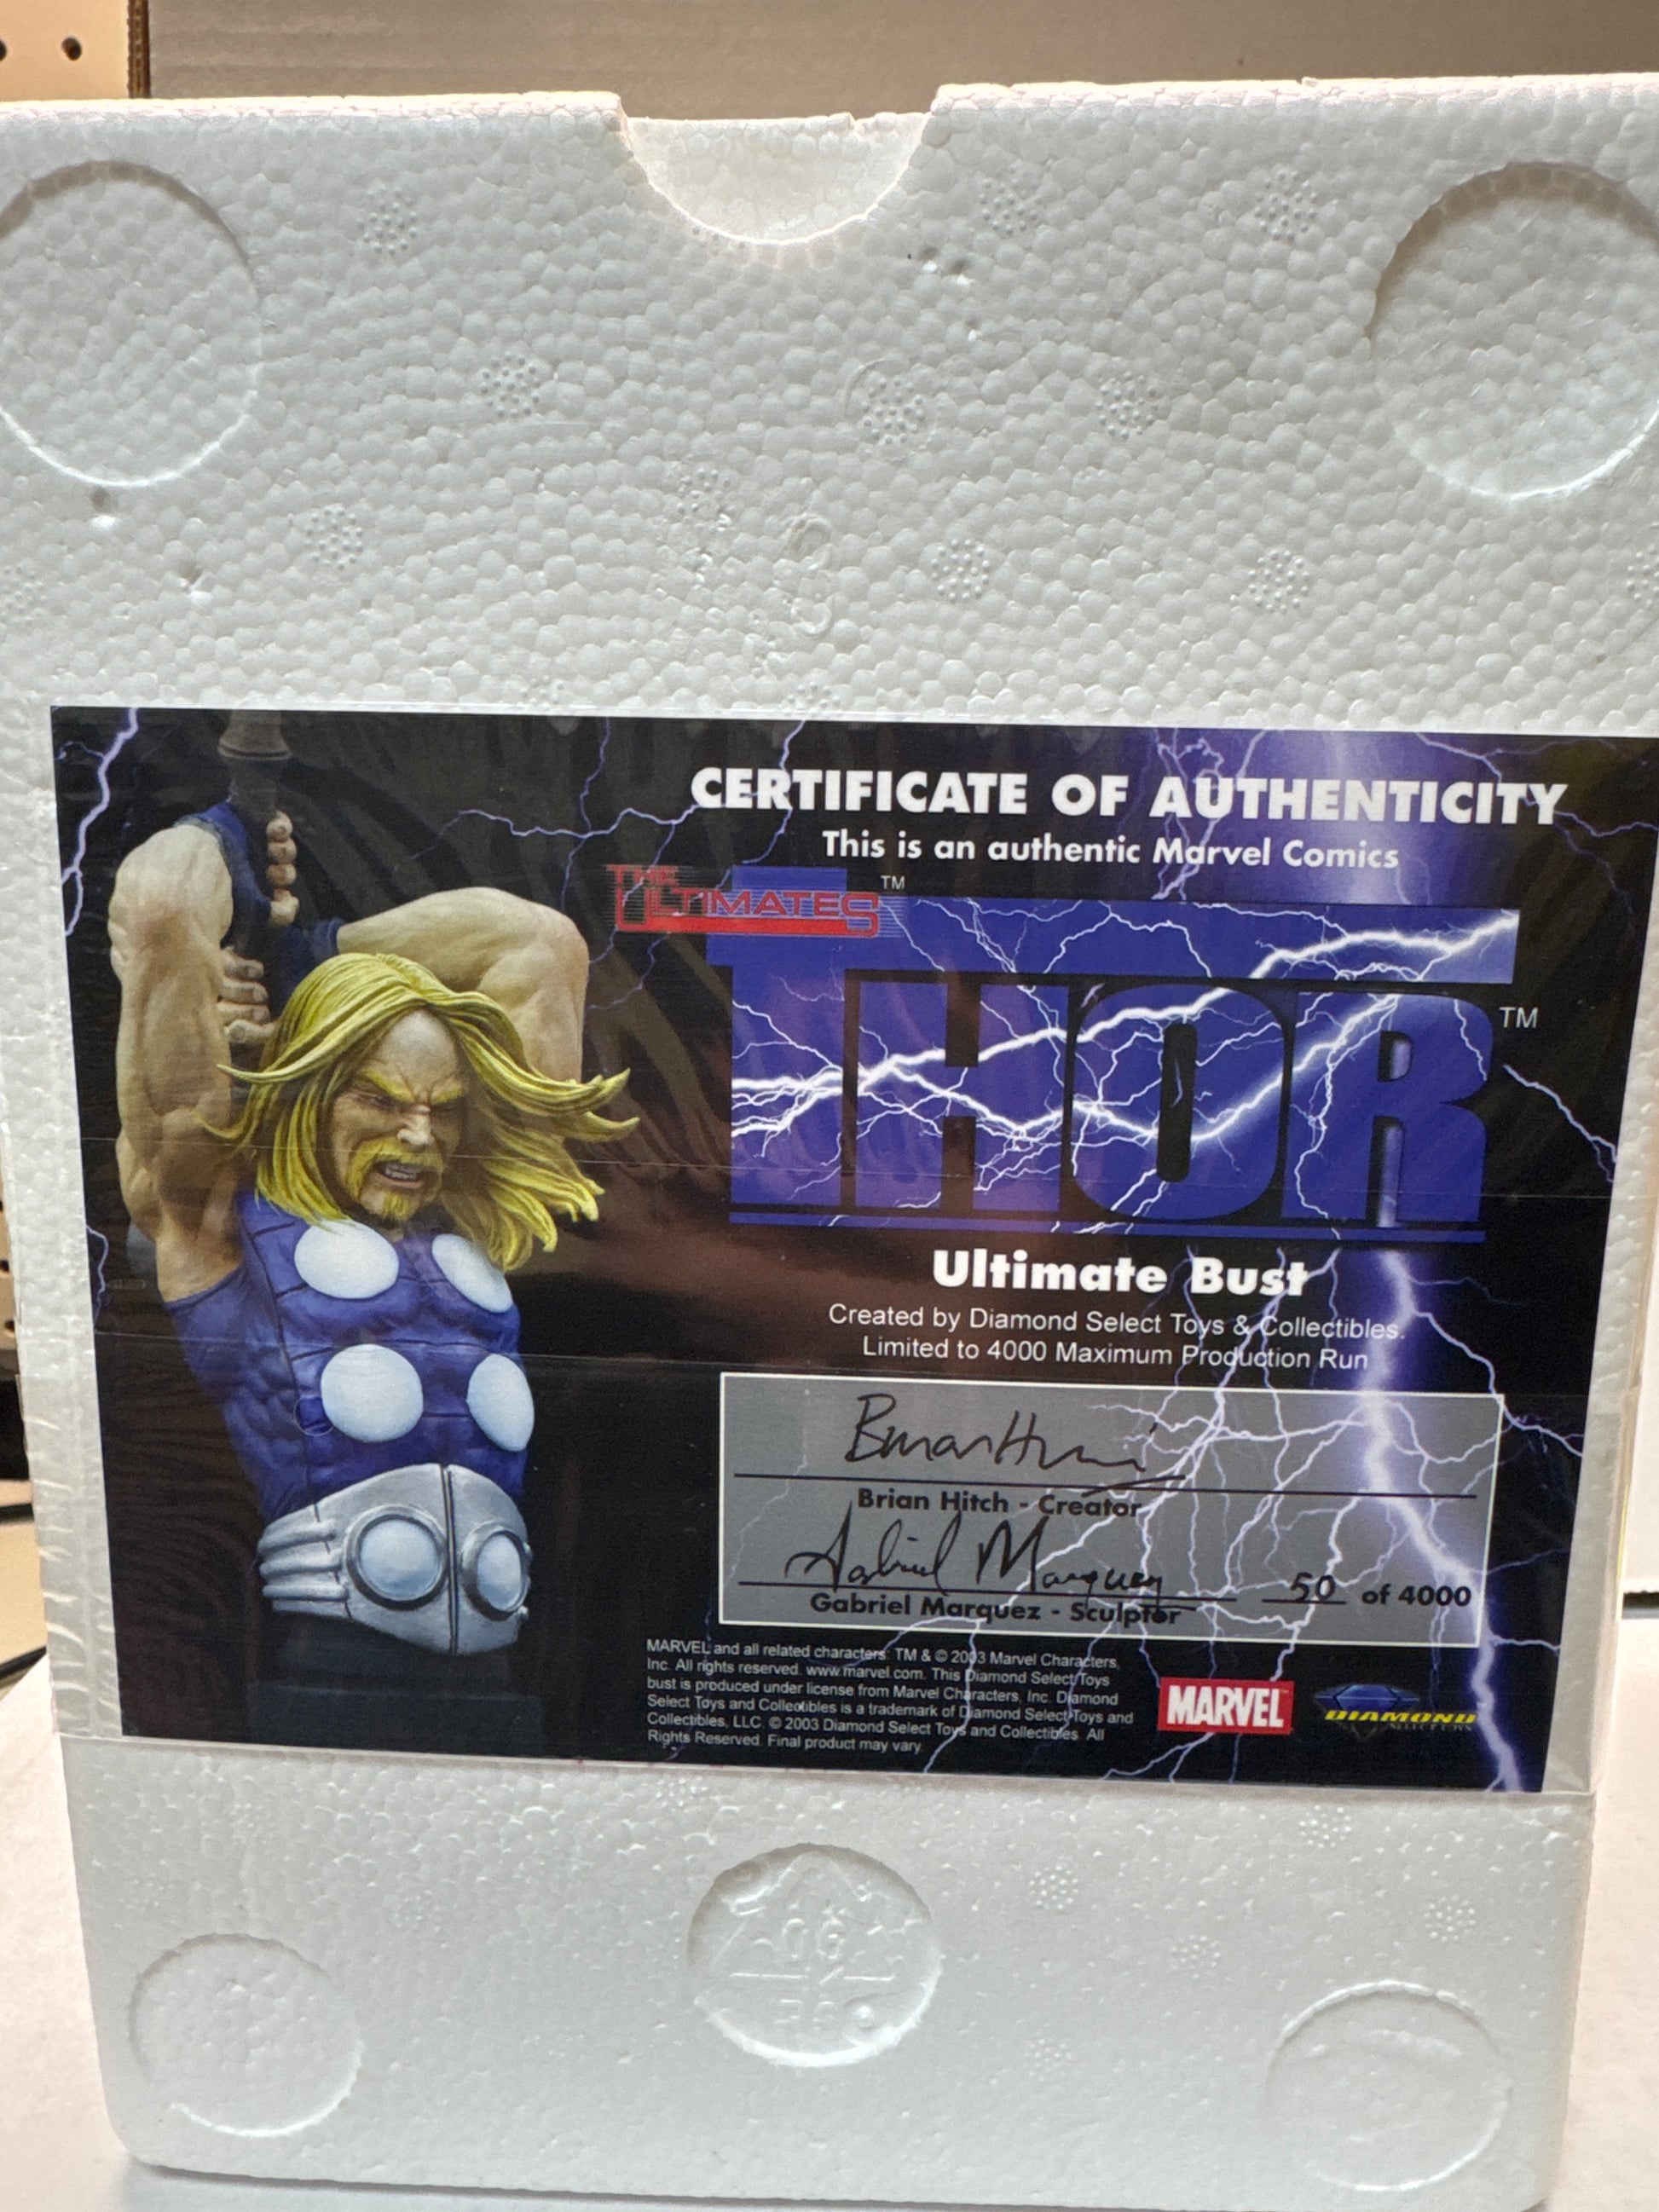 CERTIFICATE OF AUTHENTICITY
This is an authentic Marvel Comics
THE ULTIMATES™
THOR™
Ultimate Bust
Created by Diamond Select Toys & Collectibles.
Limited to 4000 Maximum Production Run
Brian Hitch - Creator
Gabriel Marquez
50 of 4000
Gabriel Marquez - Sculptor
MARVEL and all related characters: TM & © 2003 Marvel Characters,
Inc. All rights reserved. www.marvel.com. This Diamond Select Toys
bust is produced under license from Marvel Characters, Inc. Diamond
Select Toys and Collectibles is a trademark of Diamond Select Toys and
Collectibles, LLC. © 2003 Diamond Select Toys and Collectibles. All
Rights Reserved. Final product may vary.
MARVEL
DIAMOND